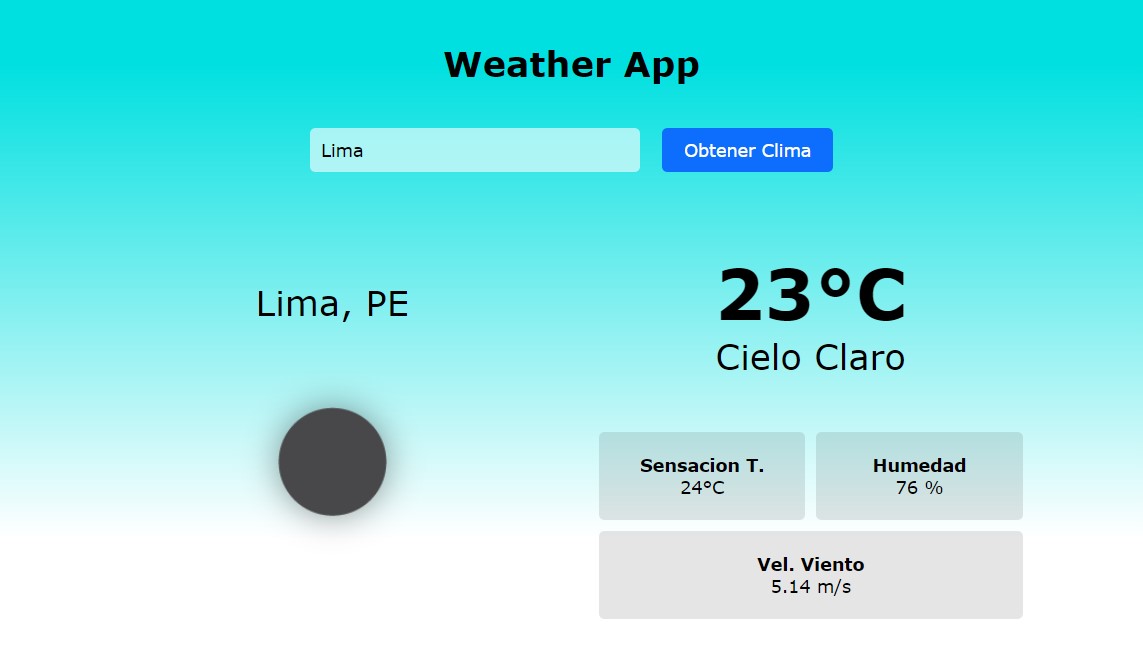 Weather App
Lima
Obtener Clima
Lima, PE
23°C
Cielo Claro
Sensacion T.
24°C
Humedad
76 %
Vel. Viento
5.14 m/s